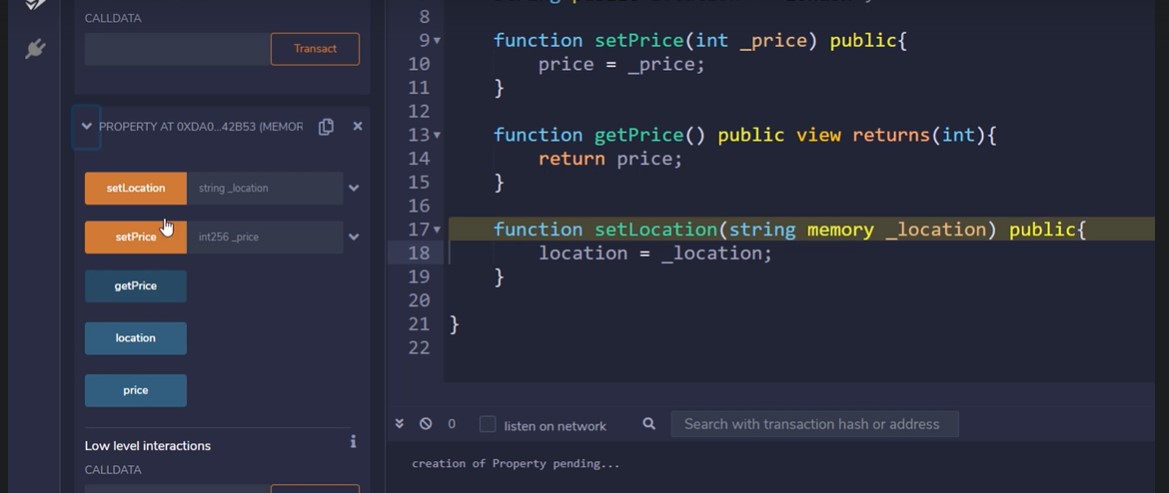 CALLDATA
Transact
PROPERTY AT 0XDA0...42B53 (MEMOR
setLocation string _location
setPrice int256 _price
getPrice
location
price
Low level interactions
CALLDATA
8
9 function setPrice(int _price) public{
10 price = _price;
11 }
12
13 function getPrice() public view returns(int){
14 return price;
15 }
16
17 function setLocation(string memory _location) public{
18 location = _location;
19 }
20
21 }
22
0 listen on network Search with transaction hash or address
creation of Property pending...